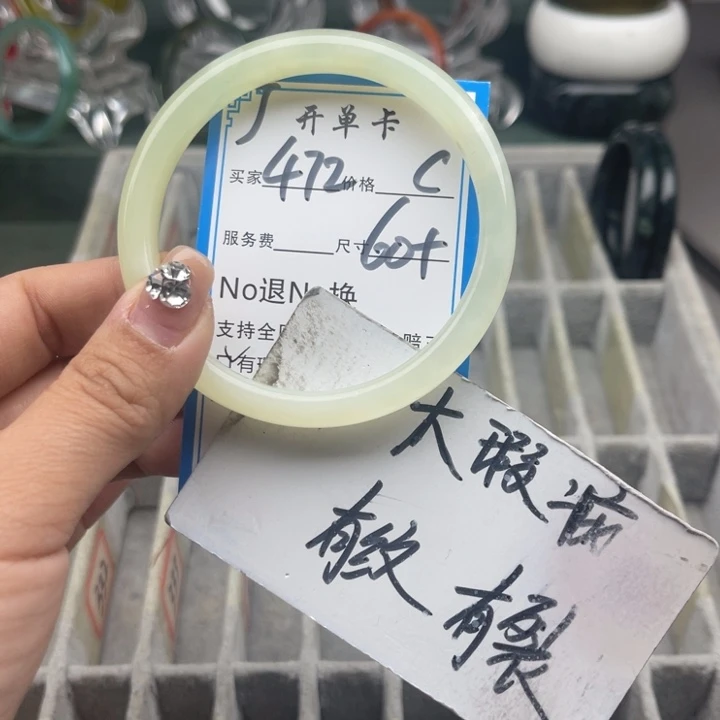 J 开单卡
买家 472 价格 C
服务费 尺寸 60+
No退No换
支持全
有
大瑕疵
有纹 有裂